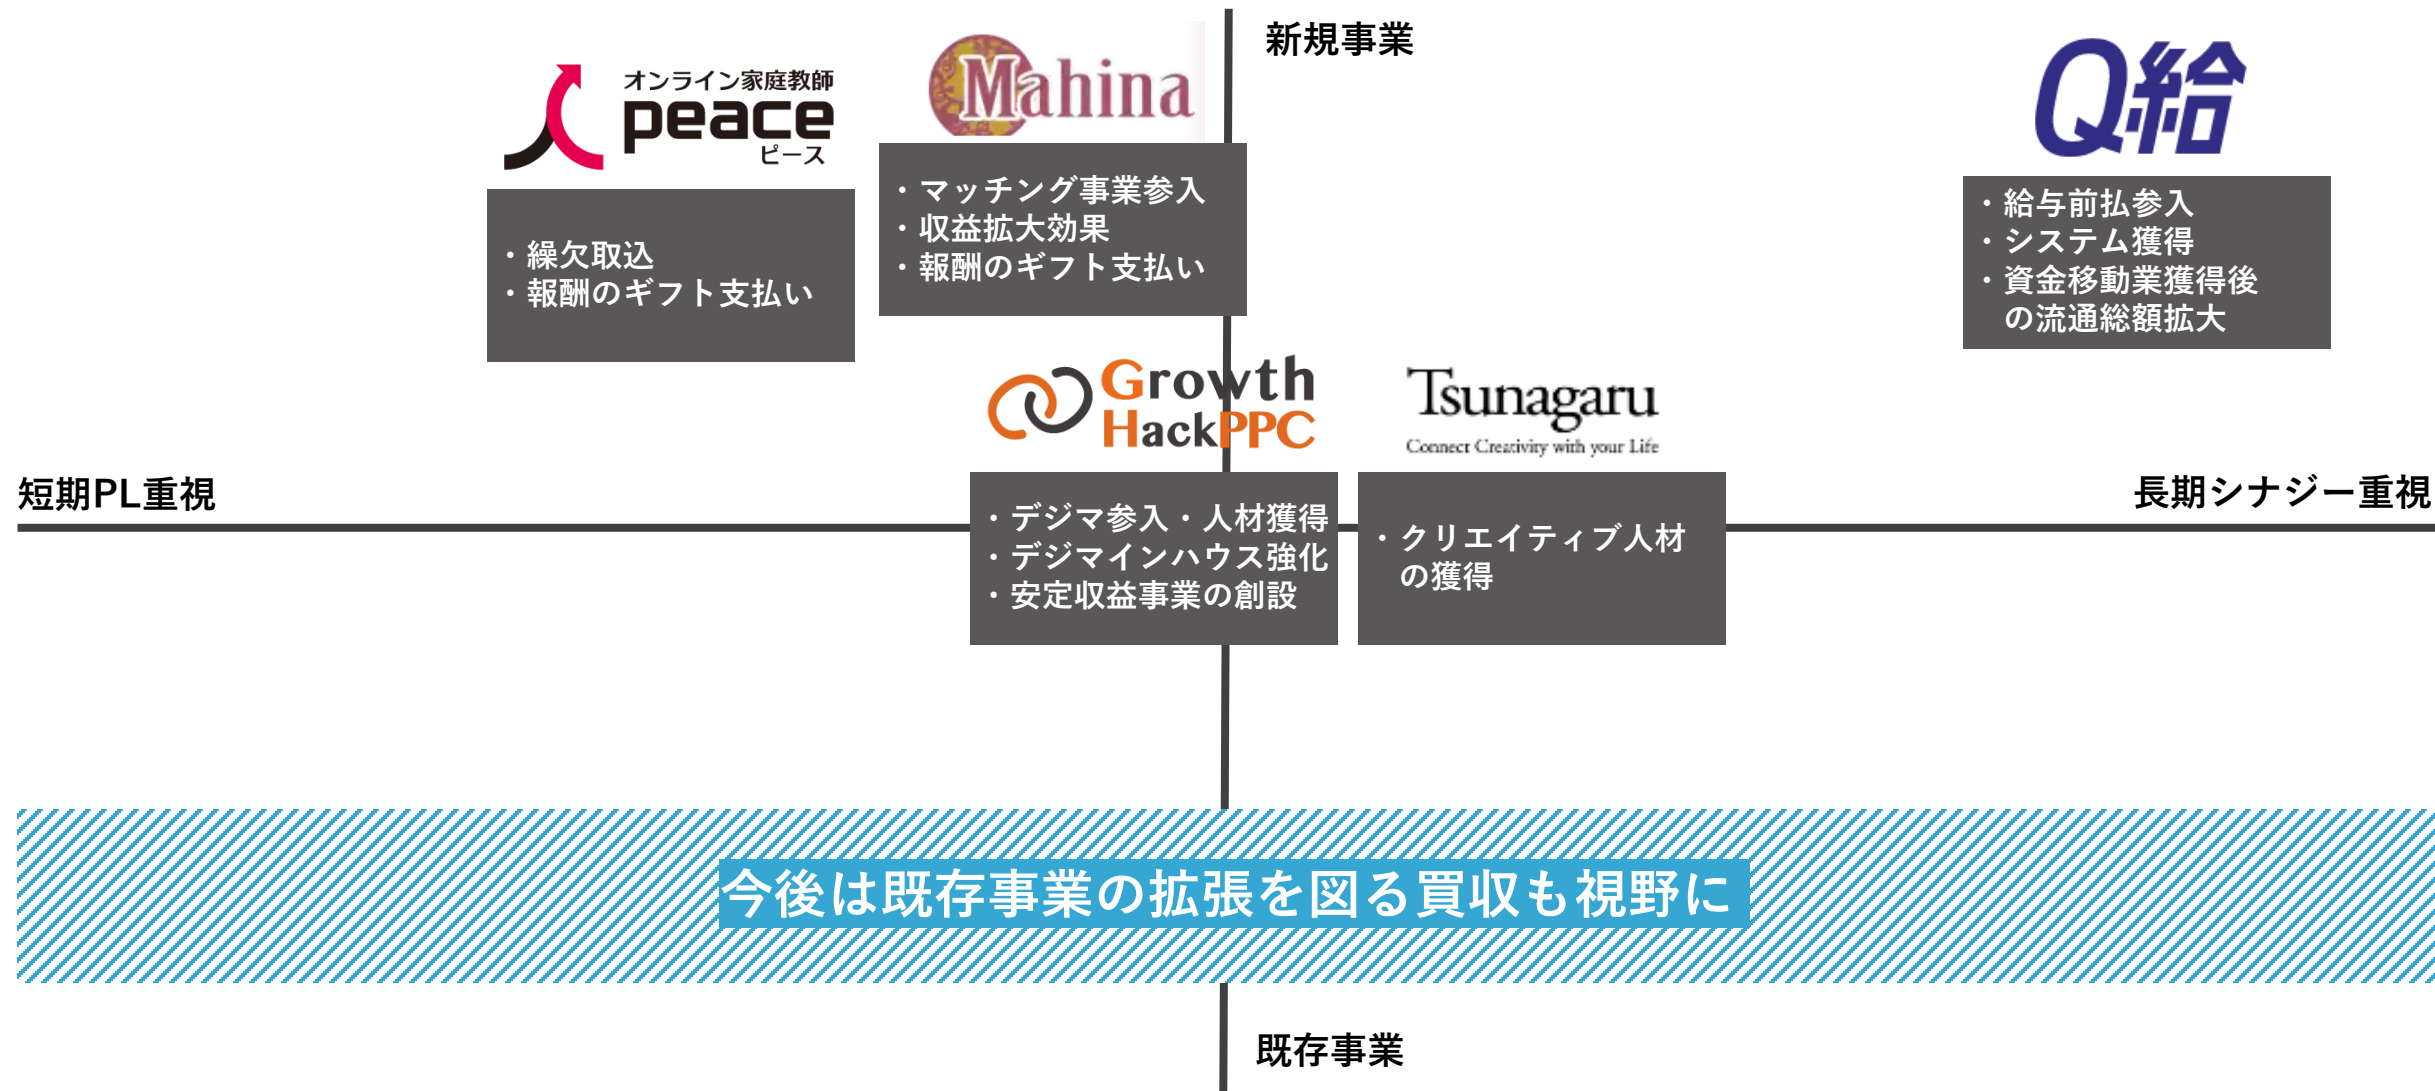 新規事業
オンライン家庭教師
peace
ピース
・繰欠取込
・報酬のギフト支払い
Mahina
・マッチング事業参入
・収益拡大効果
・報酬のギフト支払い
Q給
・給与前払参入
・システム獲得
・資金移動業獲得後
の流通総額拡大
Growth
HackPPC
・デジマ参入・人材獲得
・デジマインハウス強化
・安定収益事業の創設
Tsunagaru
Connect Creativity with your Life
・クリエイティブ人材
の獲得
短期PL重視
長期シナジー重視
今後は既存事業の拡張を図る買収も視野に
既存事業